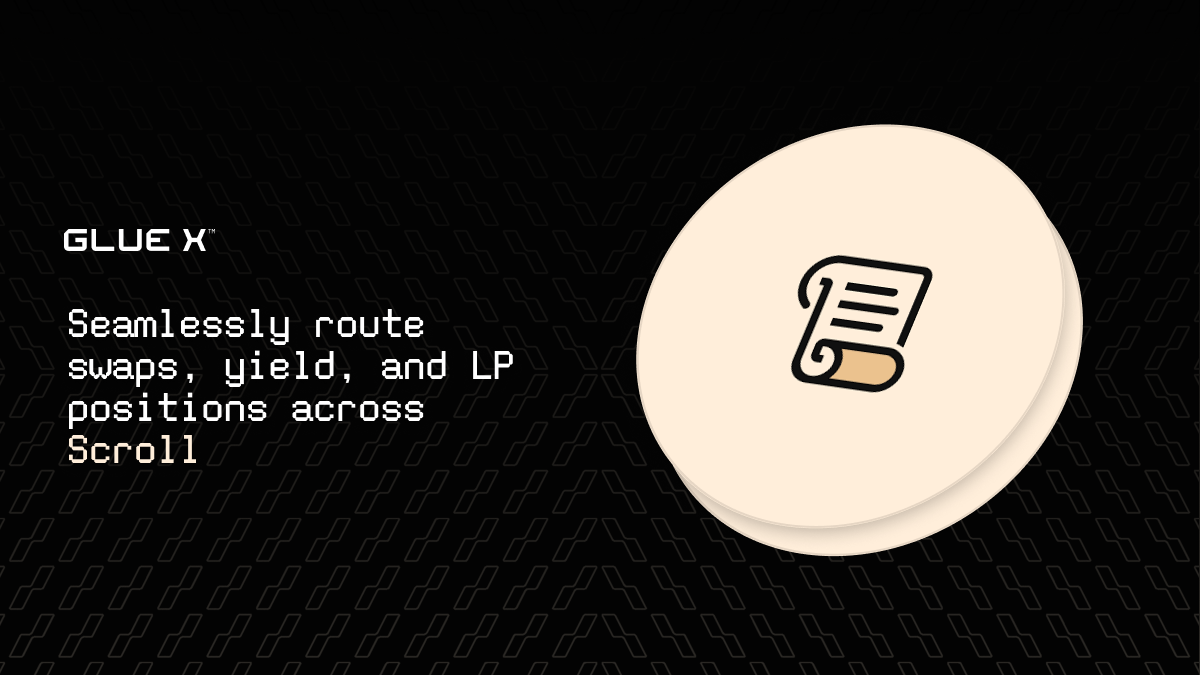 GLUE X™
Seamlessly route
swaps, yield, and LP
positions across
Scroll